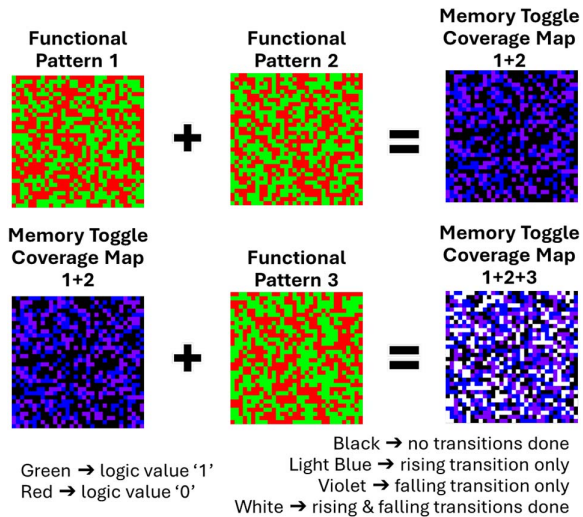 Functional
Pattern 1
+
Functional
Pattern 2
=
Memory Toggle
Coverage Map
1+2
Memory Toggle
Coverage Map
1+2
+
Functional
Pattern 3
=
Memory Toggle
Coverage Map
1+2+3
Green ➔ logic value ‘1’
Red ➔ logic value ‘0’
Black ➔ no transitions done
Light Blue ➔ rising transition only
Violet ➔ falling transition only
White ➔ rising & falling transitions done